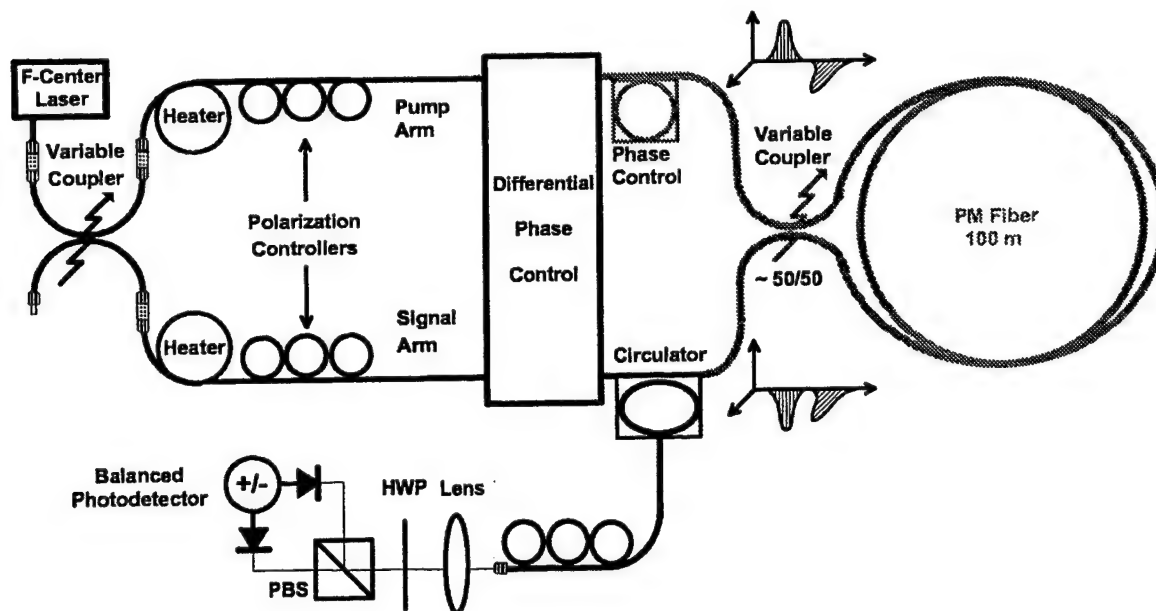 F-Center
Laser
Variable
Coupler
Heater
Pump
Arm
Polarization
Controllers
Heater
Signal
Arm
Differential
Phase
Control
Phase
Control
Variable
Coupler
~ 50/50
PM Fiber
100 m
Circulator
Balanced
Photodetector
+/-
HWP
Lens
PBS